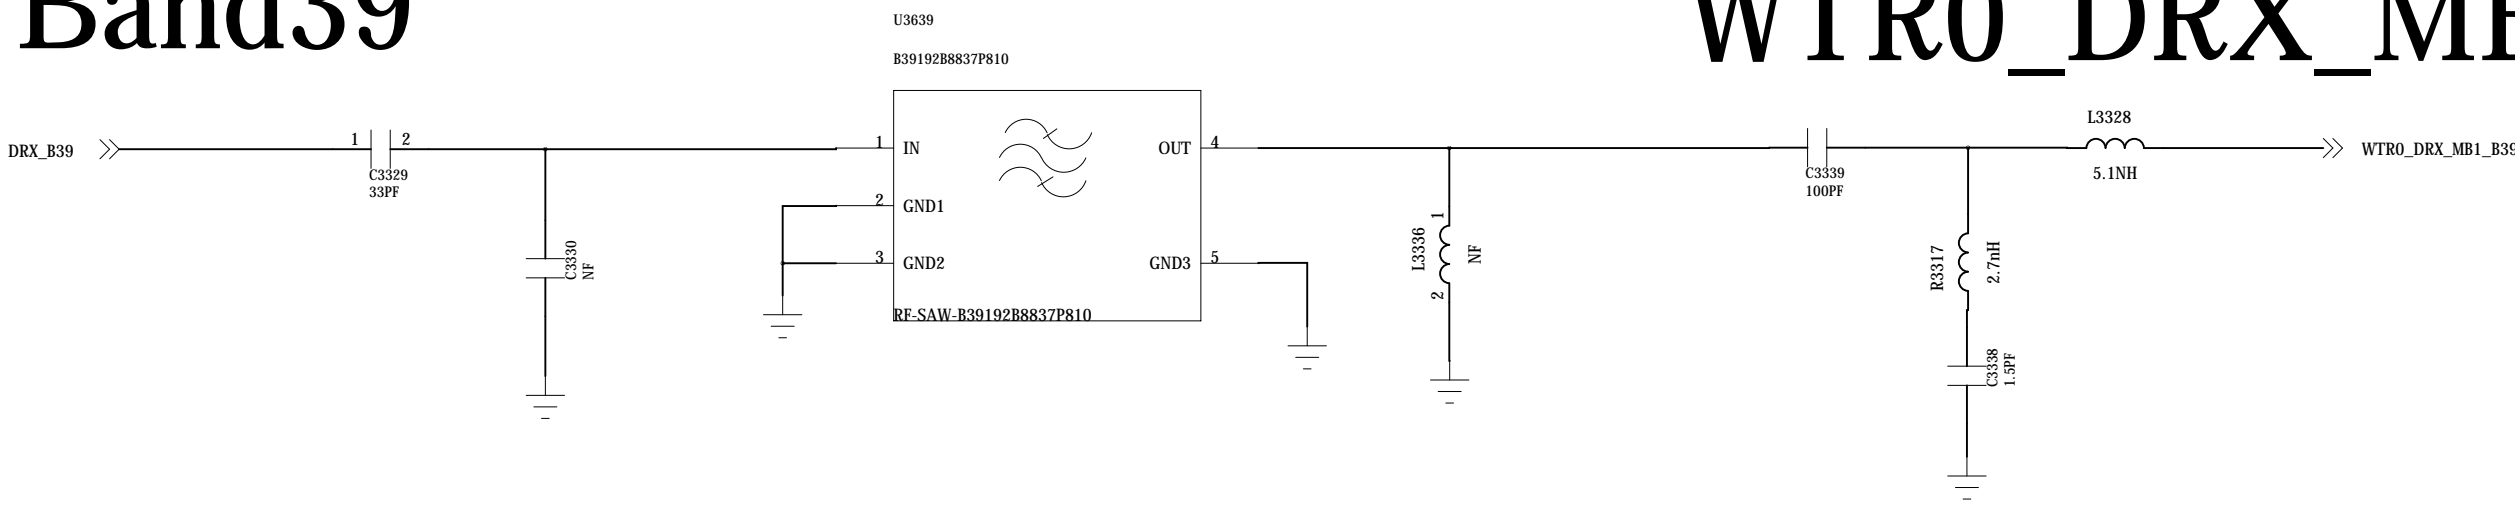 Band39
WTR0_DRX_MB
U3639
B39192B8837P810
DRX_B39
1
2
C3329
33PF
C3330
NF
1
IN
2
GND1
3
GND2
OUT
4
GND3
5
RF-SAW-B39192B8837P810
L3336
1
2
NF
C3339
100PF
R3317
2.7nH
C3338
1.5PF
L3328
5.1NH
WTR0_DRX_MB1_B39